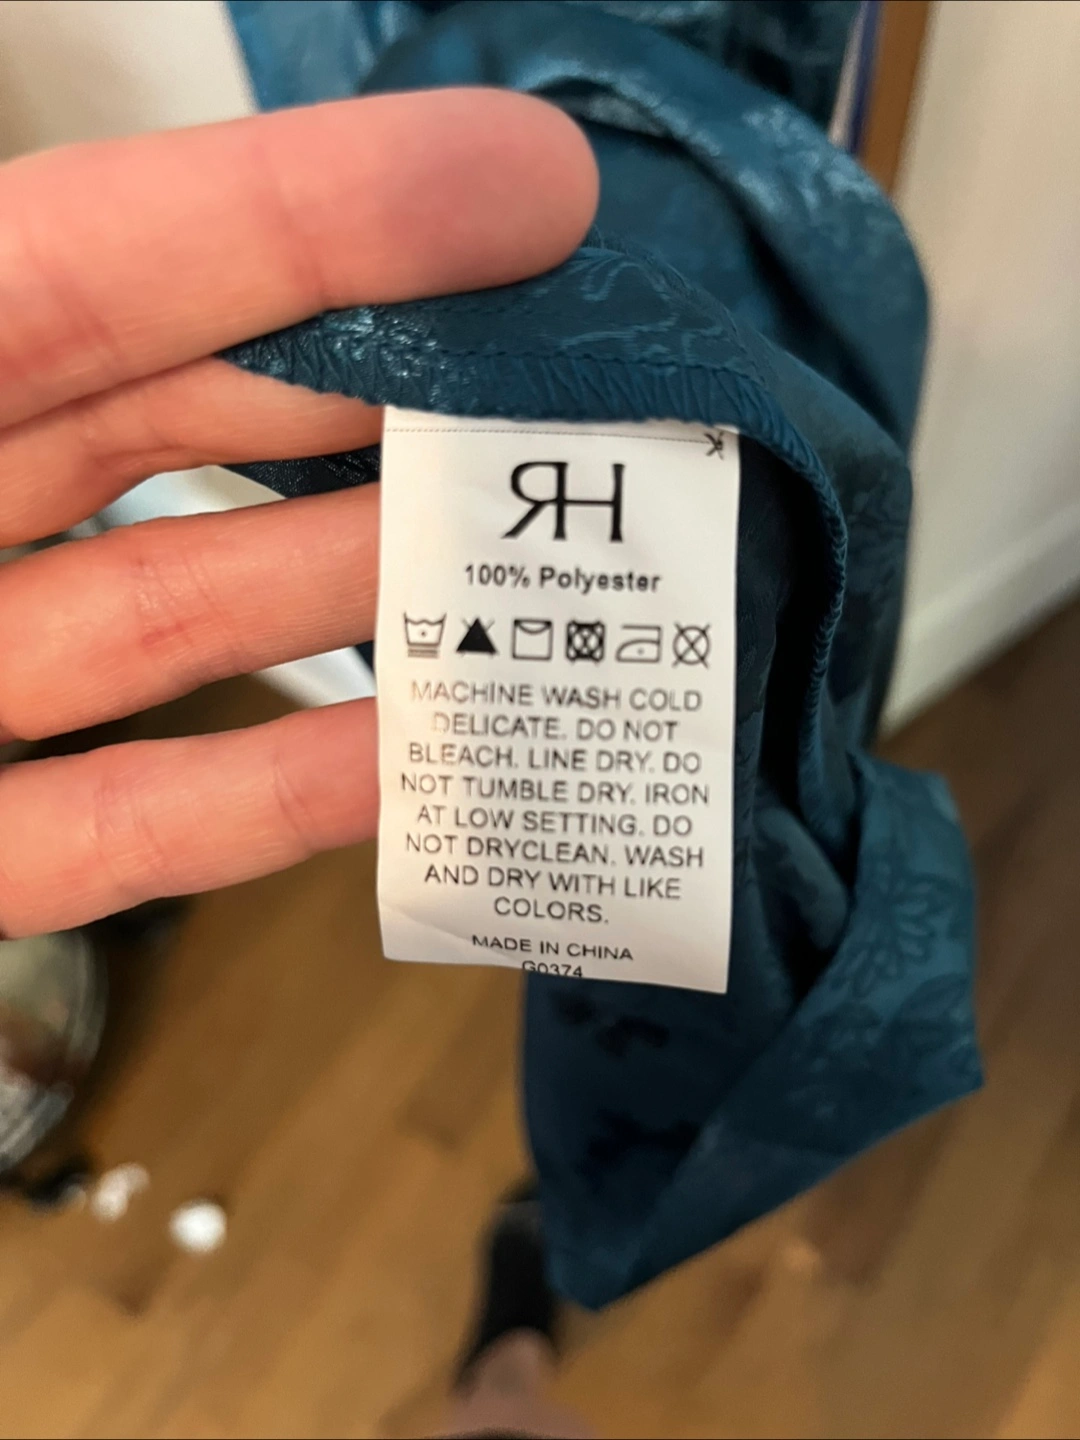 RH
100% Polyester
MACHINE WASH COLD
DELICATE. DO NOT
BLEACH. LINE DRY. DO
NOT TUMBLE DRY. IRON
AT LOW SETTING. DO
NOT DRYCLEAN. WASH
AND DRY WITH LIKE
COLORS.
MADE IN CHINA
G0374